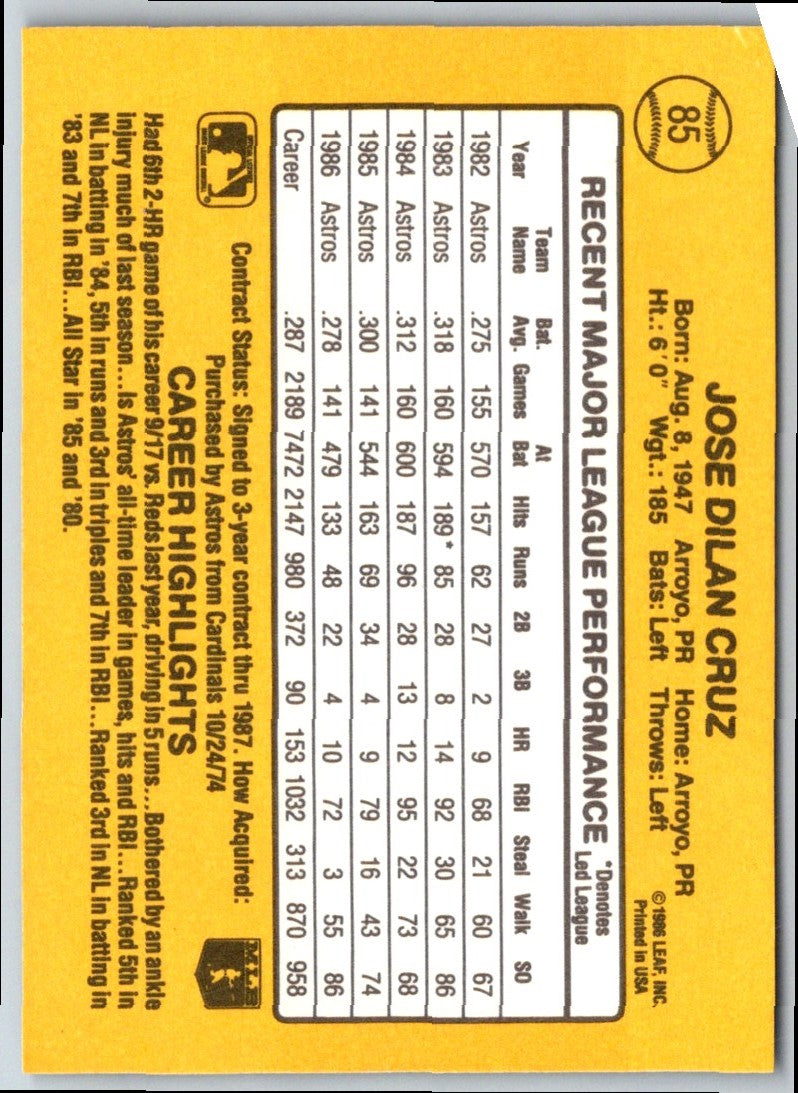 85
JOSE DILAN CRUZ
Born: Aug. 8, 1947 Arroyo, PR Home: Arroyo, PR
Ht.: 6'0" Wgt.: 185 Bats: Left Throws: Left
©1986 LEAF, INC.
Printed in USA
RECENT MAJOR LEAGUE PERFORMANCE *Denotes Led League
Year Team Name Bat. Avg. Games At Bat Hits Runs 2B 3B HR RBI Steal Walk SO
1982 Astros .275 155 570 157 62 27 2 9 68 21 60 67
1983 Astros .318 160 594 189* 85 28 8 14 92 30 65 86
1984 Astros .312 160 600 187 96 28 13 12 95 22 73 68
1985 Astros .300 141 544 163 69 34 4 9 79 16 43 74
1986 Astros .278 141 479 133 48 22 4 10 72 3 55 86
Career .287 2189 7472 2147 980 372 90 153 1032 313 870 958
Contract Status: Signed to 3-year contract thru 1987. How Acquired:
Purchased by Astros from Cardinals 10/24/74
MLB
CAREER HIGHLIGHTS
Had 6th 2-HR game of his career 9/17 vs. Reds last year, driving in 5 runs...Bothered by an ankle
injury much of last season...Is Astros' all-time leader in games, hits and RBI...Ranked 5th in
NL in batting in '84, 5th in runs and 3rd in triples and 7th in RBI...Ranked 3rd in NL in batting in
'83 and 7th in RBI...All Star in '85 and '80.